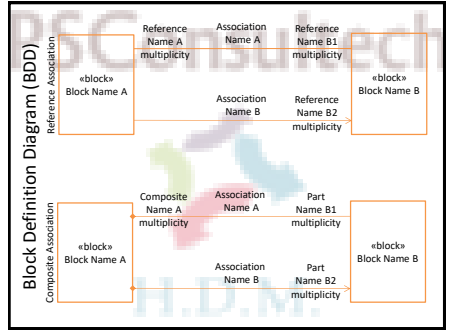 PSConsultech
Block Definition Diagram (BDD)
Reference Association
«block»
Block Name A
Reference
Name A
multiplicity
Association
Name A
Reference
Name B1
multiplicity
Association
Name B
Reference
Name B2
multiplicity
«block»
Block Name B
Composite Association
«block»
Block Name A
Composite
Name A
multiplicity
Association
Name A
Part
Name B1
multiplicity
Association
Name B
Part
Name B2
multiplicity
«block»
Block Name B
H.D.M.